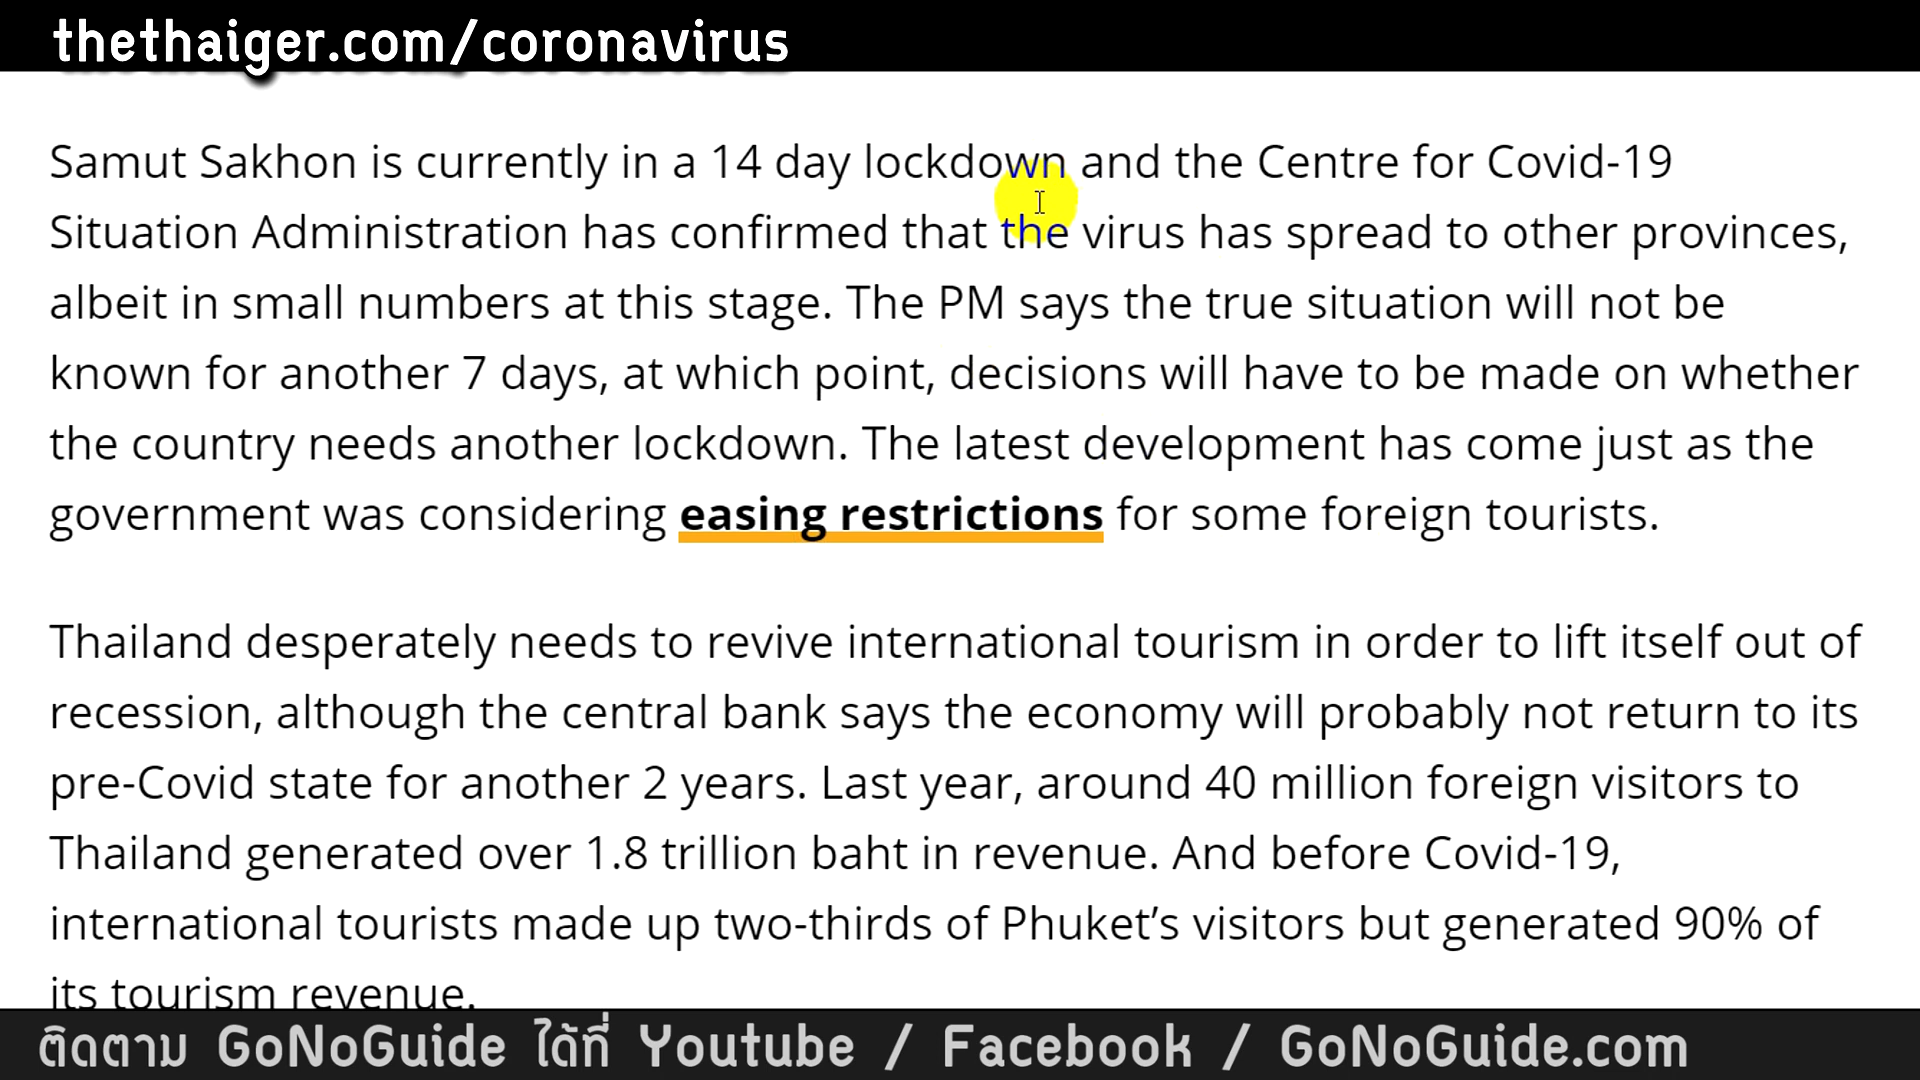 thethaiger.com/coronavirus
Samut Sakhon is currently in a 14 day lockdown and the Centre for Covid-19
Situation Administration has confirmed that the virus has spread to other provinces,
albeit in small numbers at this stage. The PM says the true situation will not be
known for another 7 days, at which point, decisions will have to be made on whether
the country needs another lockdown. The latest development has come just as the
government was considering easing restrictions for some foreign tourists.
Thailand desperately needs to revive international tourism in order to lift itself out of
recession, although the central bank says the economy will probably not return to its
pre-Covid state for another 2 years. Last year, around 40 million foreign visitors to
Thailand generated over 1.8 trillion baht in revenue. And before Covid-19,
international tourists made up two-thirds of Phuket’s visitors but generated 90% of
its tourism revenue.
ติดตาม GoNoGuide ได้ที่ Youtube / Facebook / GoNoGuide.com